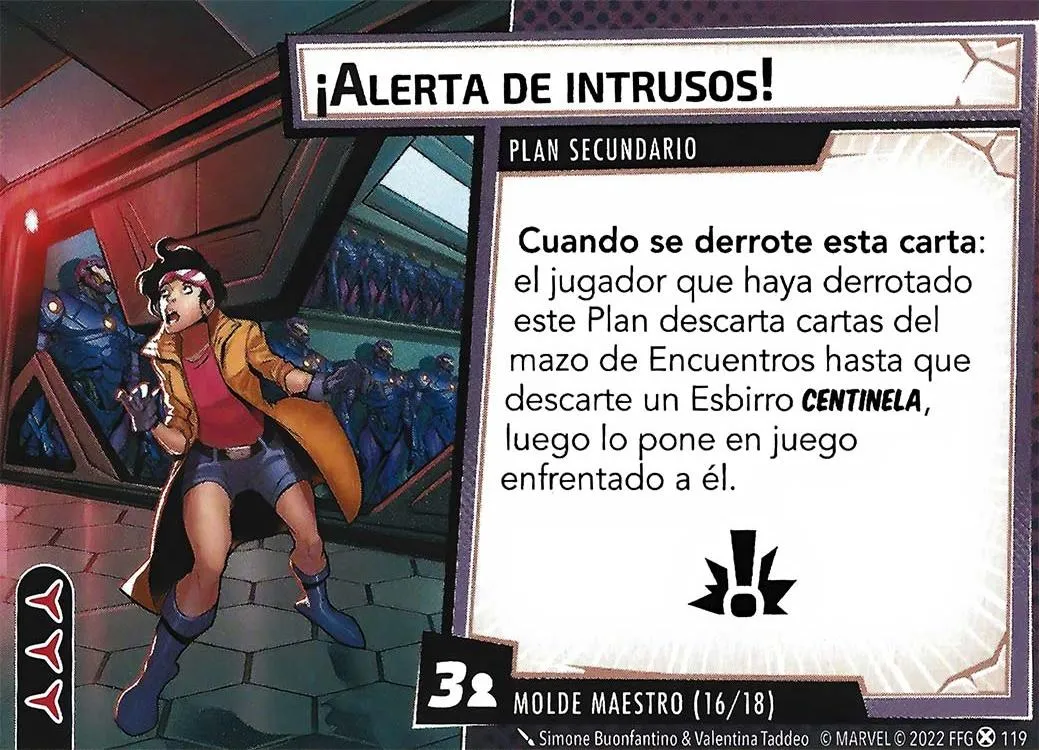 ¡ALERTA DE INTRUSOS!
PLAN SECUNDARIO
Cuando se derrote esta carta:
el jugador que haya derrotado
este Plan descarta cartas del
mazo de Encuentros hasta que
descarte un Esbirro CENTINELA,
luego lo pone en juego
enfrentado a él.
3
MOLDE MAESTRO (16/18)
Simone Buonfantino & Valentina Taddeo © MARVEL © 2022 FFG 119